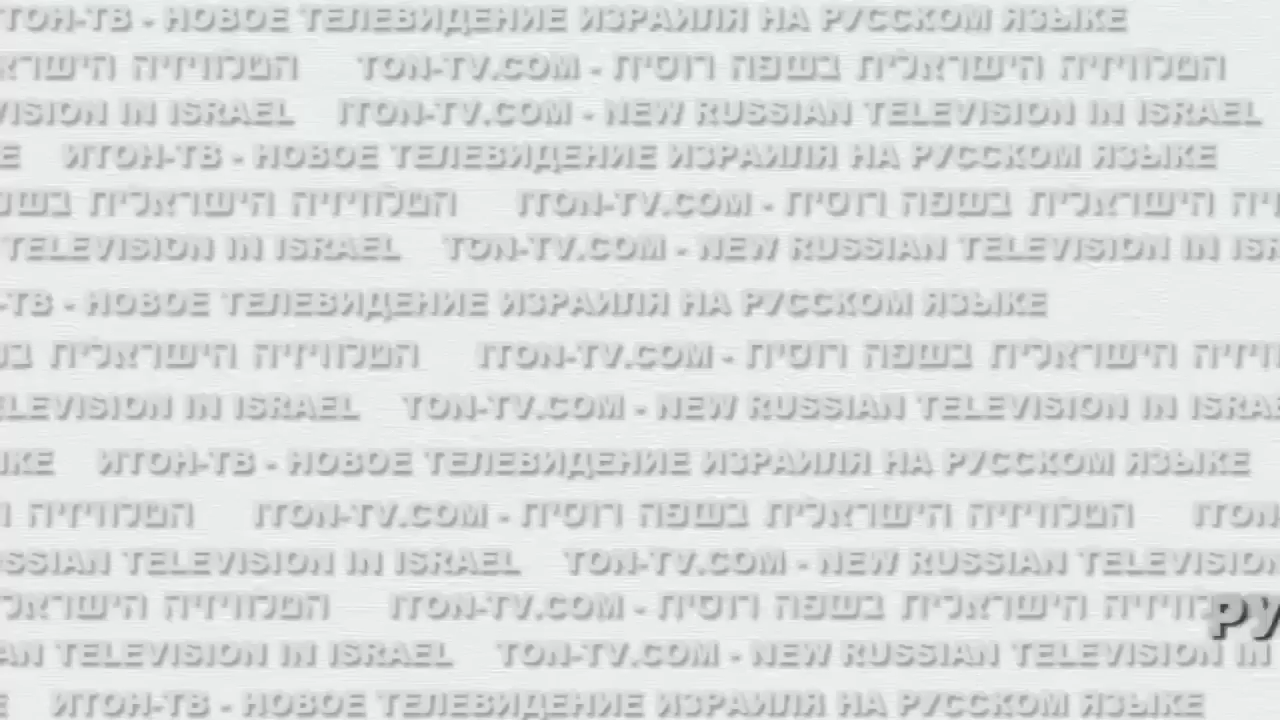 ТОН-ТВ - НОВОЕ ТЕЛЕВИДЕНИЕ ИЗРАИЛЯ НА РУССКОМ ЯЗЫКЕ
הטלוויזיה TON-TV.COM - הטלוויזיה הישראלית בשפה רוסית
VISION IN ISRAEL ITON-TV.COM - NEW RUSSIAN TELEVISION IN ISRAEL
Е ИТОН-ТВ - НОВОЕ ТЕЛЕВИДЕНИЕ ИЗРАИЛЯ НА РУССКОМ ЯЗЫКЕ
הטלוויזיה הישראלית ITON-TV.COM - הישראלית בשפה רוסית
TELEVISION IN ISRAEL TON-TV.COM - NEW RUSSIAN TELEVISION IN ISR
-ТВ - НОВОЕ ТЕЛЕВИДЕНИЕ ИЗРАИЛЯ НА РУССКОМ ЯЗЫКЕ
הטלוויזיה הישראלית ITON-TV.COM - הישראלית בשפה רוסית
ELEVISION IN ISRAEL TON-TV.COM - NEW RUSSIAN TELEVISION IN ISRA
ЫКЕ ИТОН-ТВ - НОВОЕ ТЕЛЕВИДЕНИЕ ИЗРАИЛЯ НА РУССКОМ ЯЗЫКЕ
הטלוויזיה ITON-TV.COM - הטלוויזיה הישראלית בשפה רוסית ITON
SSIAN TELEVISION IN ISRAEL TON-TV.COM - NEW RUSSIAN TELEVISION
הטלוויזיה ITON-TV.COM - הישראלית בשפה רוסית
РУ
AN TELEVISION IN ISRAEL TON-TV.COM - NEW RUSSIAN TELEVISION IN
Е ИТОН-ТВ - НОВОЕ ТЕЛЕВИДЕНИЕ ИЗРАИЛЯ НА РУССКОМ ЯЗЫКЕ